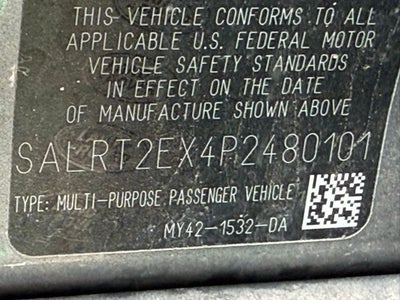 THIS VEHICLE CONFORMS TO ALL
APPLICABLE U.S. FEDERAL MOTOR
VEHICLE SAFETY STANDARDS
IN EFFECT ON THE DATE
OF MANUFACTURE SHOWN ABOVE
SALRT2EX4P2480101
TYPE: MULTI-PURPOSE PASSENGER VEHICLE
MY42-1532-DA